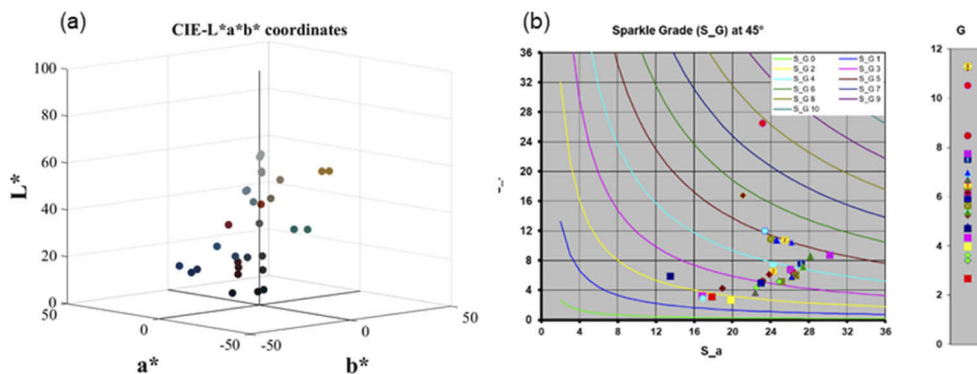 (a)
CIE-L*a*b* coordinates
100
80
60
40
20
0
L*
50
0
-50
a*
-50
0
50
b*
(b)
Sparkle Grade (S_G) at 45°
36
32
28
24
20
16
12
8
4
0
S_G 0
S_G 1
S_G 2
S_G 3
S_G 4
S_G 5
S_G 6
S_G 7
S_G 8
S_G 9
S_G 10
0 4 8 12 16 20 24 28 32 36
S_a
G
12
10
8
6
4
2
0